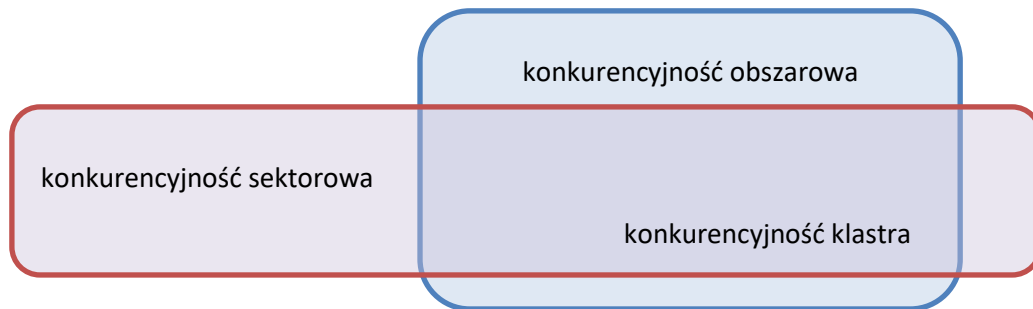 konkurencyjność obszarowa
konkurencyjność sektorowa
konkurencyjność klastra